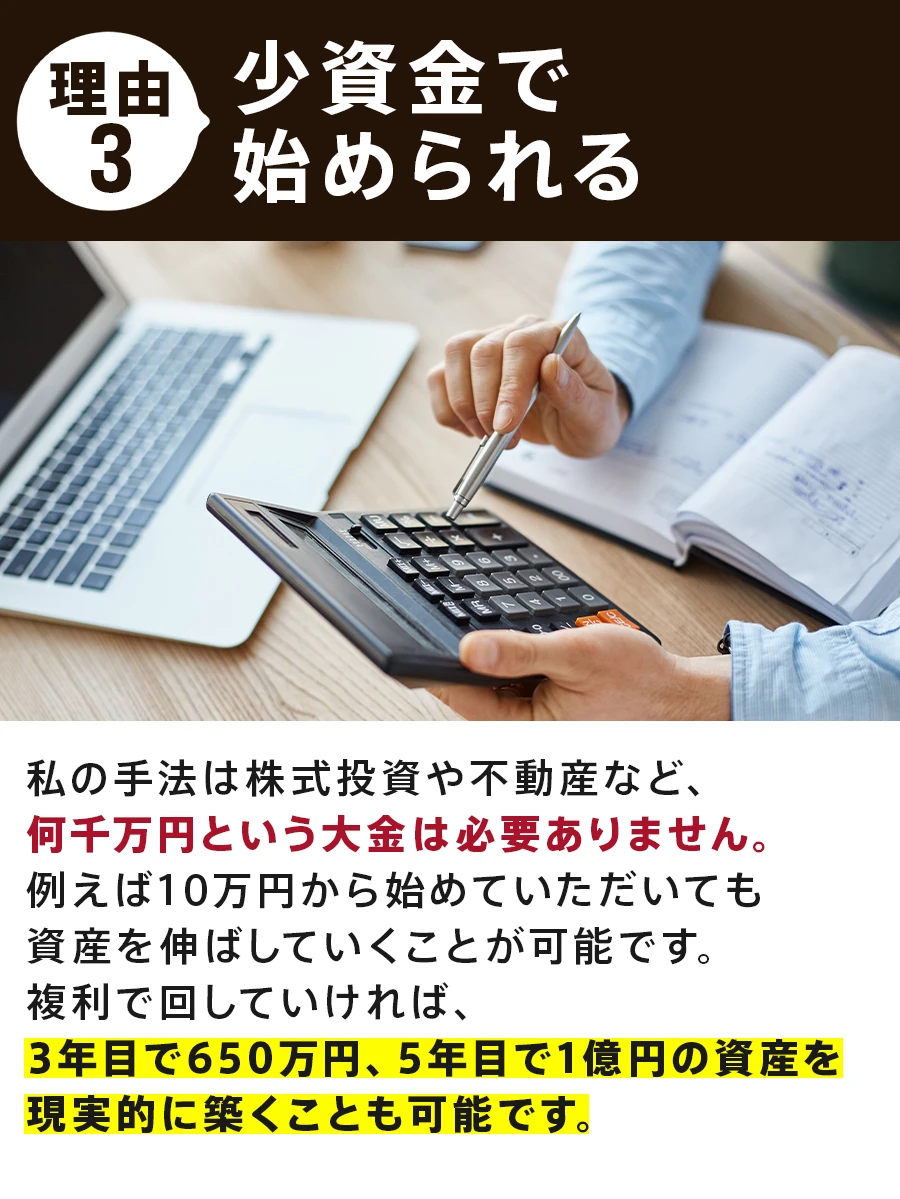 理由
3
少資金で
始められる
私の手法は株式投資や不動産など、
何千万円という大金は必要ありません。
例えば10万円から始めていただいても
資産を伸ばしていくことが可能です。
複利で回していければ、
3年目で650万円、5年目で1億円の資産を
現実的に築くことも可能です。